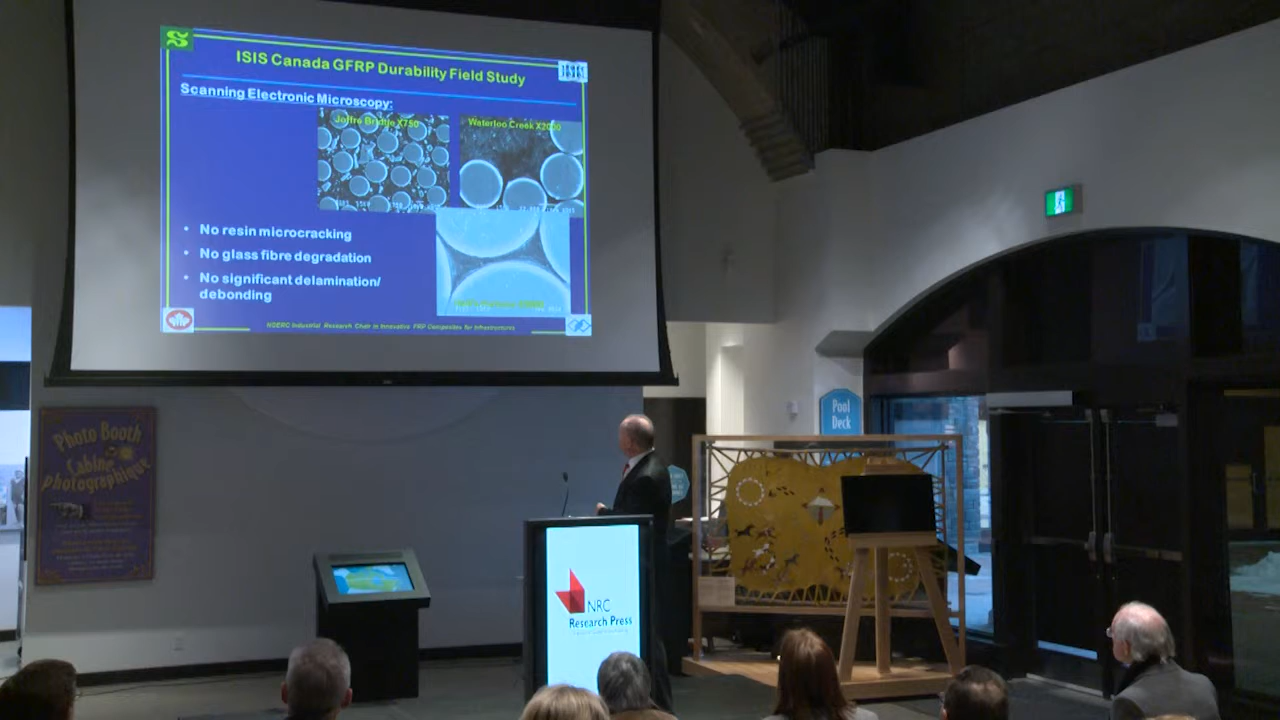 ISIS Canada GFRP Durability Field Study
ISIS
Scanning Electronic Microscopy:
Joffre Bridge X750
Waterloo Creek X2000
• No resin microcracking
• No glass fibre degradation
• No significant delamination/
debonding
NSERC Industrial Research Chair in Innovative FRP Composites for Infrastructures
Photo Booth
Cabine
photographique
Pool
Deck
NRC
Research Press